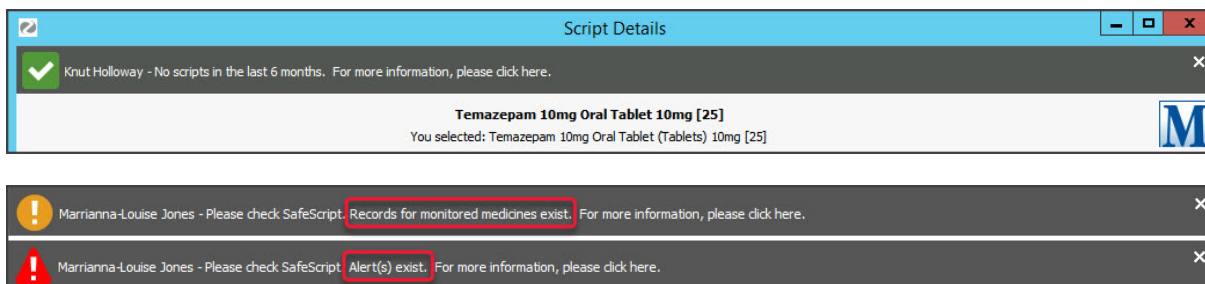 Script Details
Knut Holloway - No scripts in the last 6 months. For more information, please click here.
Temazepam 10mg Oral Tablet 10mg [25]
You selected: Temazepam 10mg Oral Tablet (Tablets) 10mg [25]
M
Marrianna-Louise Jones - Please check SafeScript. Records for monitored medicines exist. For more information, please click here.
Marrianna-Louise Jones - Please check SafeScript. Alert(s) exist. For more information, please click here.